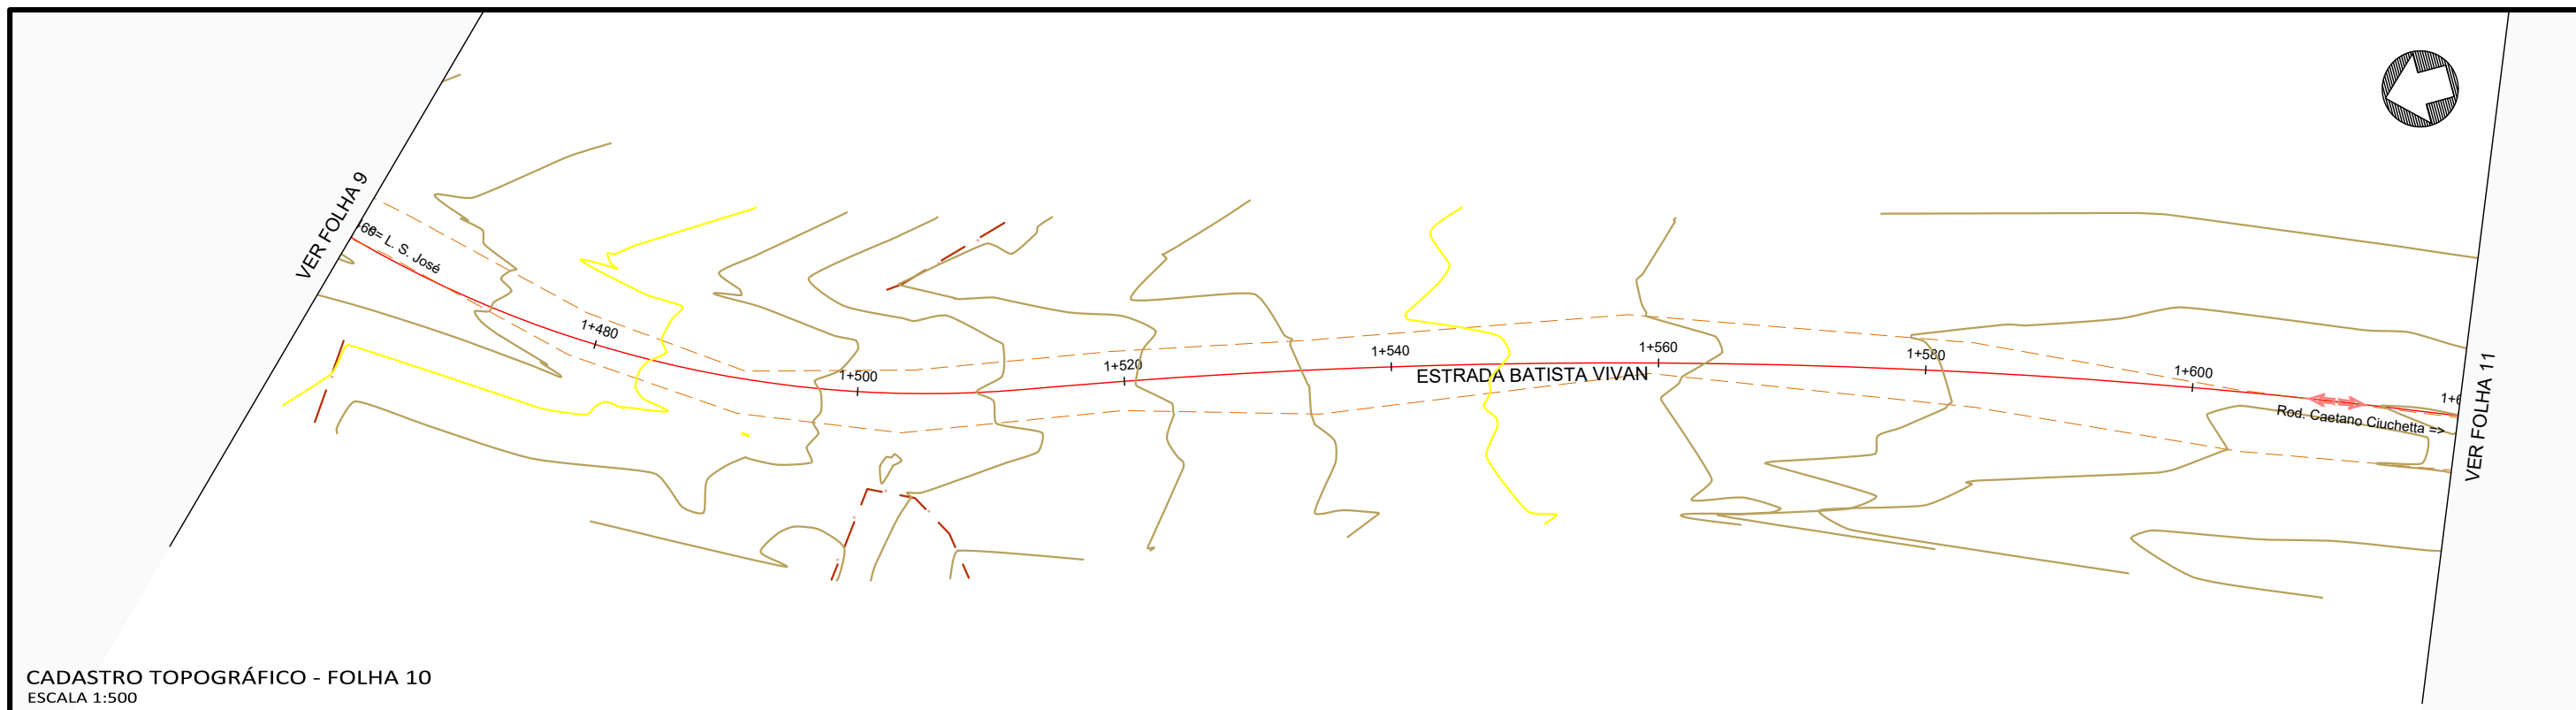 VER FOLHA 9
<= L. S. José
1+480
1+500
1+520
1+540
1+560
1+580
1+600
ESTRADA BATISTA VIVAN
Rod. Caetano Ciuchetta =>
VER FOLHA 11
CADASTRO TOPOGRÁFICO - FOLHA 10
ESCALA 1:500